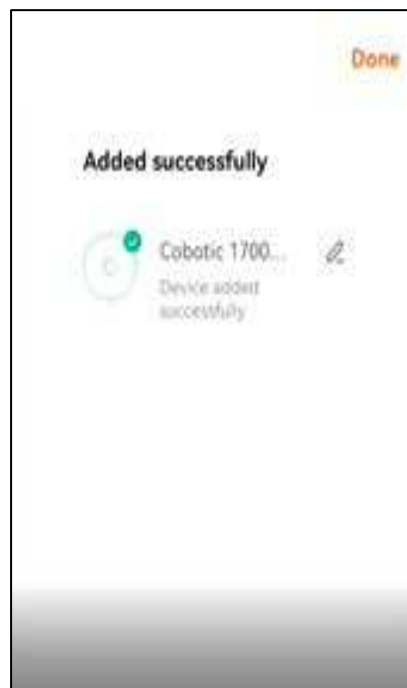 Done
Added successfully
Cobotic 1700...
Device added
successfully